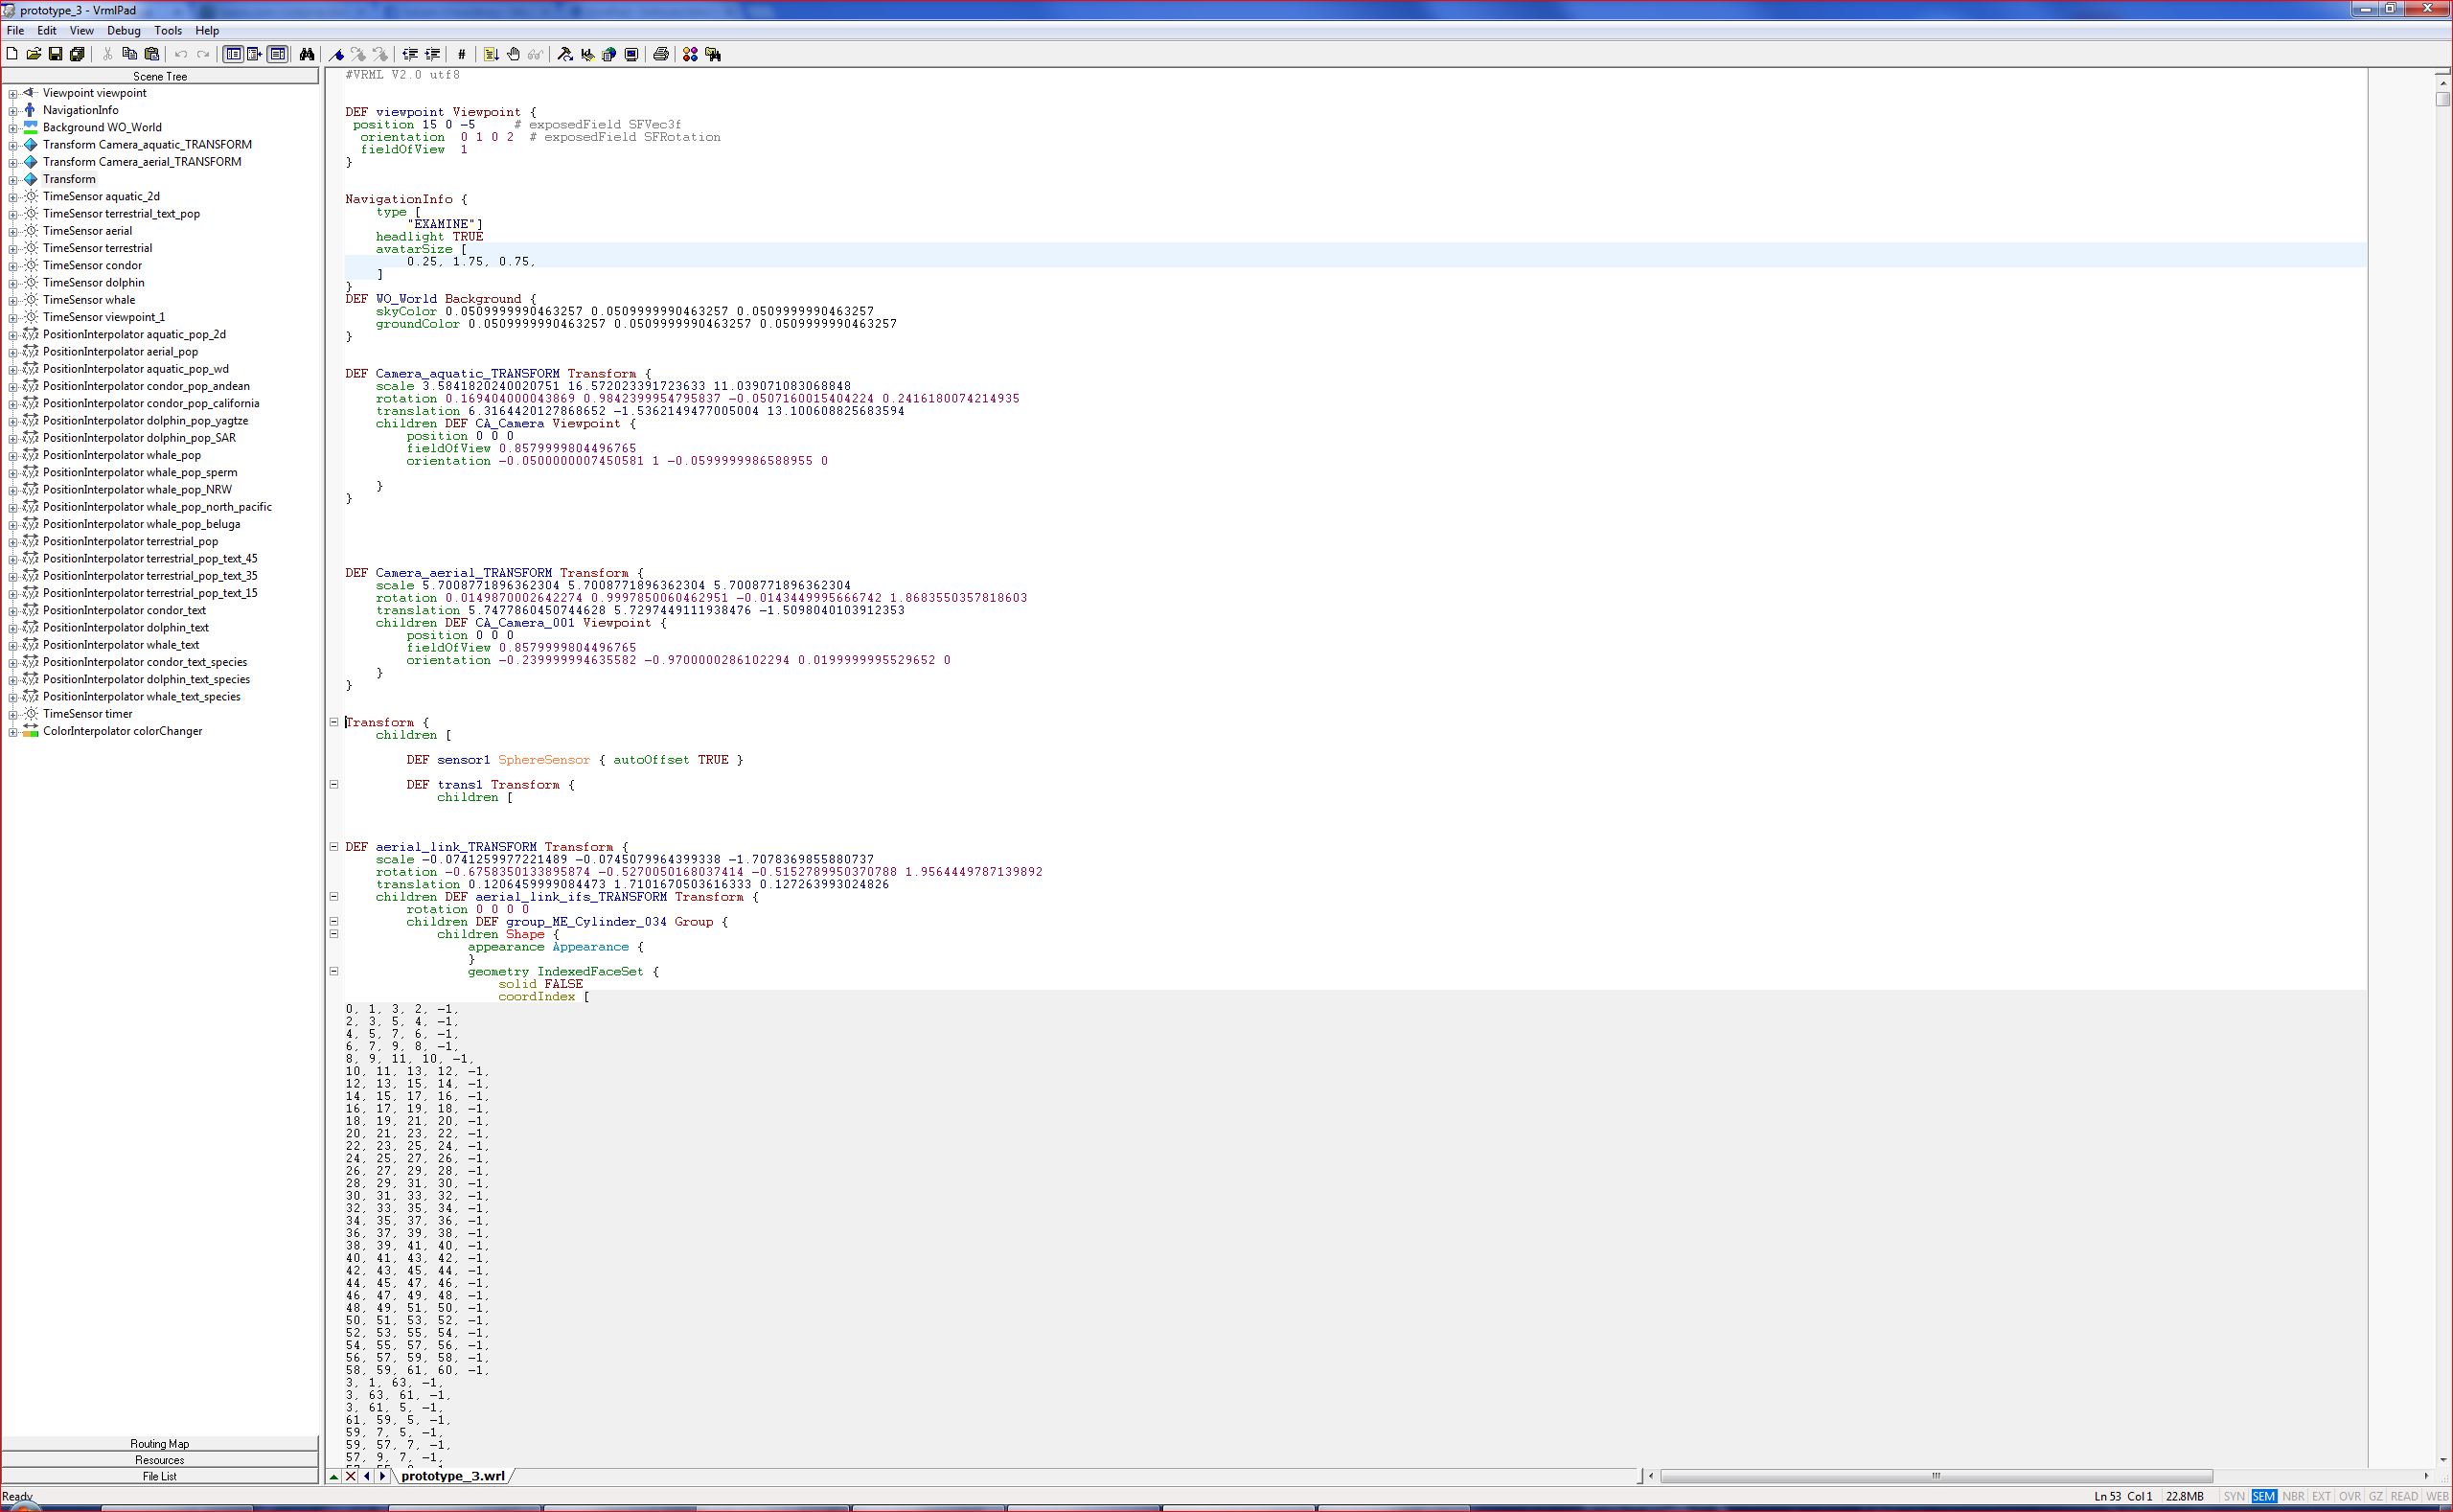 prototype_3 - VrmlPad
File Edit View Debug Tools Help
Scene Tree
Viewpoint viewpoint
NavigationInfo
Background WO_World
Transform Camera_aquatic_TRANSFORM
Transform Camera_aerial_TRANSFORM
Transform
TimeSensor aquatic_2d
TimeSensor terrestrial_text_pop
TimeSensor aerial
TimeSensor terrestrial
TimeSensor condor
TimeSensor dolphin
TimeSensor whale
TimeSensor viewpoint_1
PositionInterpolator aquatic_pop_2d
PositionInterpolator aerial_pop
PositionInterpolator aquatic_pop_wd
PositionInterpolator condor_pop_andean
PositionInterpolator condor_pop_california
PositionInterpolator dolphin_pop_yagtze
PositionInterpolator dolphin_pop_SAR
PositionInterpolator whale_pop
PositionInterpolator whale_pop_sperm
PositionInterpolator whale_pop_NRW
PositionInterpolator whale_pop_north_pacific
PositionInterpolator whale_pop_beluga
PositionInterpolator terrestrial_pop
PositionInterpolator terrestrial_pop_text_45
PositionInterpolator terrestrial_pop_text_35
PositionInterpolator terrestrial_pop_text_15
PositionInterpolator condor_text
PositionInterpolator dolphin_text
PositionInterpolator whale_text
PositionInterpolator condor_text_species
PositionInterpolator dolphin_text_species
PositionInterpolator whale_text_species
TimeSensor timer
ColorInterpolator colorChanger
Routing Map
Resources
File List
#VRML V2.0 utf8
DEF viewpoint Viewpoint {
position 15 0 -5 # exposedField SFVec3f
orientation 0 1 0 2 # exposedField SFRotation
fieldOfView 1
}
NavigationInfo {
type [
"EXAMINE"]
headlight TRUE
avatarSize [
0.25, 1.75, 0.75,
]
}
DEF WO_World Background {
skyColor 0.0509999990463257 0.0509999990463257 0.0509999990463257
groundColor 0.0509999990463257 0.0509999990463257 0.0509999990463257
}
DEF Camera_aquatic_TRANSFORM Transform {
scale 3.5841820240020751 16.572023391723633 11.039071083068848
rotation 0.169404000043869 0.9842399954795837 -0.0507160015404224 0.2416180074214935
translation 6.3164420127868652 -1.5362149477005004 13.100608825683594
children DEF CA_Camera Viewpoint {
position 0 0 0
fieldOfView 0.8579999804496765
orientation -0.0500000007450581 1 -0.0599999986588955 0
}
}
DEF Camera_aerial_TRANSFORM Transform {
scale 5.7008771896362304 5.7008771896362304 5.7008771896362304
rotation 0.0149870002642274 0.9997850060462951 -0.0143449995666742 1.8683550357818603
translation 5.7477860450744628 5.7297449111938476 -1.5098040103912353
children DEF CA_Camera_001 Viewpoint {
position 0 0 0
fieldOfView 0.8579999804496765
orientation -0.239999994635582 -0.9700000286102294 0.0199999995529652 0
}
}
Transform {
children [
DEF sensor1 SphereSensor { autoOffset TRUE }
DEF trans1 Transform {
children [
DEF aerial_link_TRANSFORM Transform {
scale -0.0741259977221489 -0.0745079964399338 -1.7078369855880737
rotation -0.6758350133895874 -0.5270050168037414 -0.5152789950370788 1.9564449787139892
translation 0.1206459999084473 1.7101670503616333 0.127263993024826
children DEF aerial_link_ifs_TRANSFORM Transform {
rotation 0 0 0 0
children DEF group_ME_Cylinder_034 Group {
children Shape {
appearance Appearance {
}
geometry IndexedFaceSet {
solid FALSE
coordIndex [
0, 1, 3, 2, -1,
2, 3, 5, 4, -1,
4, 5, 7, 6, -1,
6, 7, 9, 8, -1,
8, 9, 11, 10, -1,
10, 11, 13, 12, -1,
12, 13, 15, 14, -1,
14, 15, 17, 16, -1,
16, 17, 19, 18, -1,
18, 19, 21, 20, -1,
20, 21, 23, 22, -1,
22, 23, 25, 24, -1,
24, 25, 27, 26, -1,
26, 27, 29, 28, -1,
28, 29, 31, 30, -1,
30, 31, 33, 32, -1,
32, 33, 35, 34, -1,
34, 35, 37, 36, -1,
36, 37, 39, 38, -1,
38, 39, 41, 40, -1,
40, 41, 43, 42, -1,
42, 43, 45, 44, -1,
44, 45, 47, 46, -1,
46, 47, 49, 48, -1,
48, 49, 51, 50, -1,
50, 51, 53, 52, -1,
52, 53, 55, 54, -1,
54, 55, 57, 56, -1,
56, 57, 59, 58, -1,
58, 59, 61, 60, -1,
3, 1, 63, -1,
3, 63, 61, -1,
3, 61, 5, -1,
61, 59, 5, -1,
59, 7, 5, -1,
59, 57, 7, -1,
57, 9, 7, -1,
prototype_3.wrl
Ready
Ln 53 Col 1 22.8MB SYN SEM NBR EXT OVR GZ READ WEB